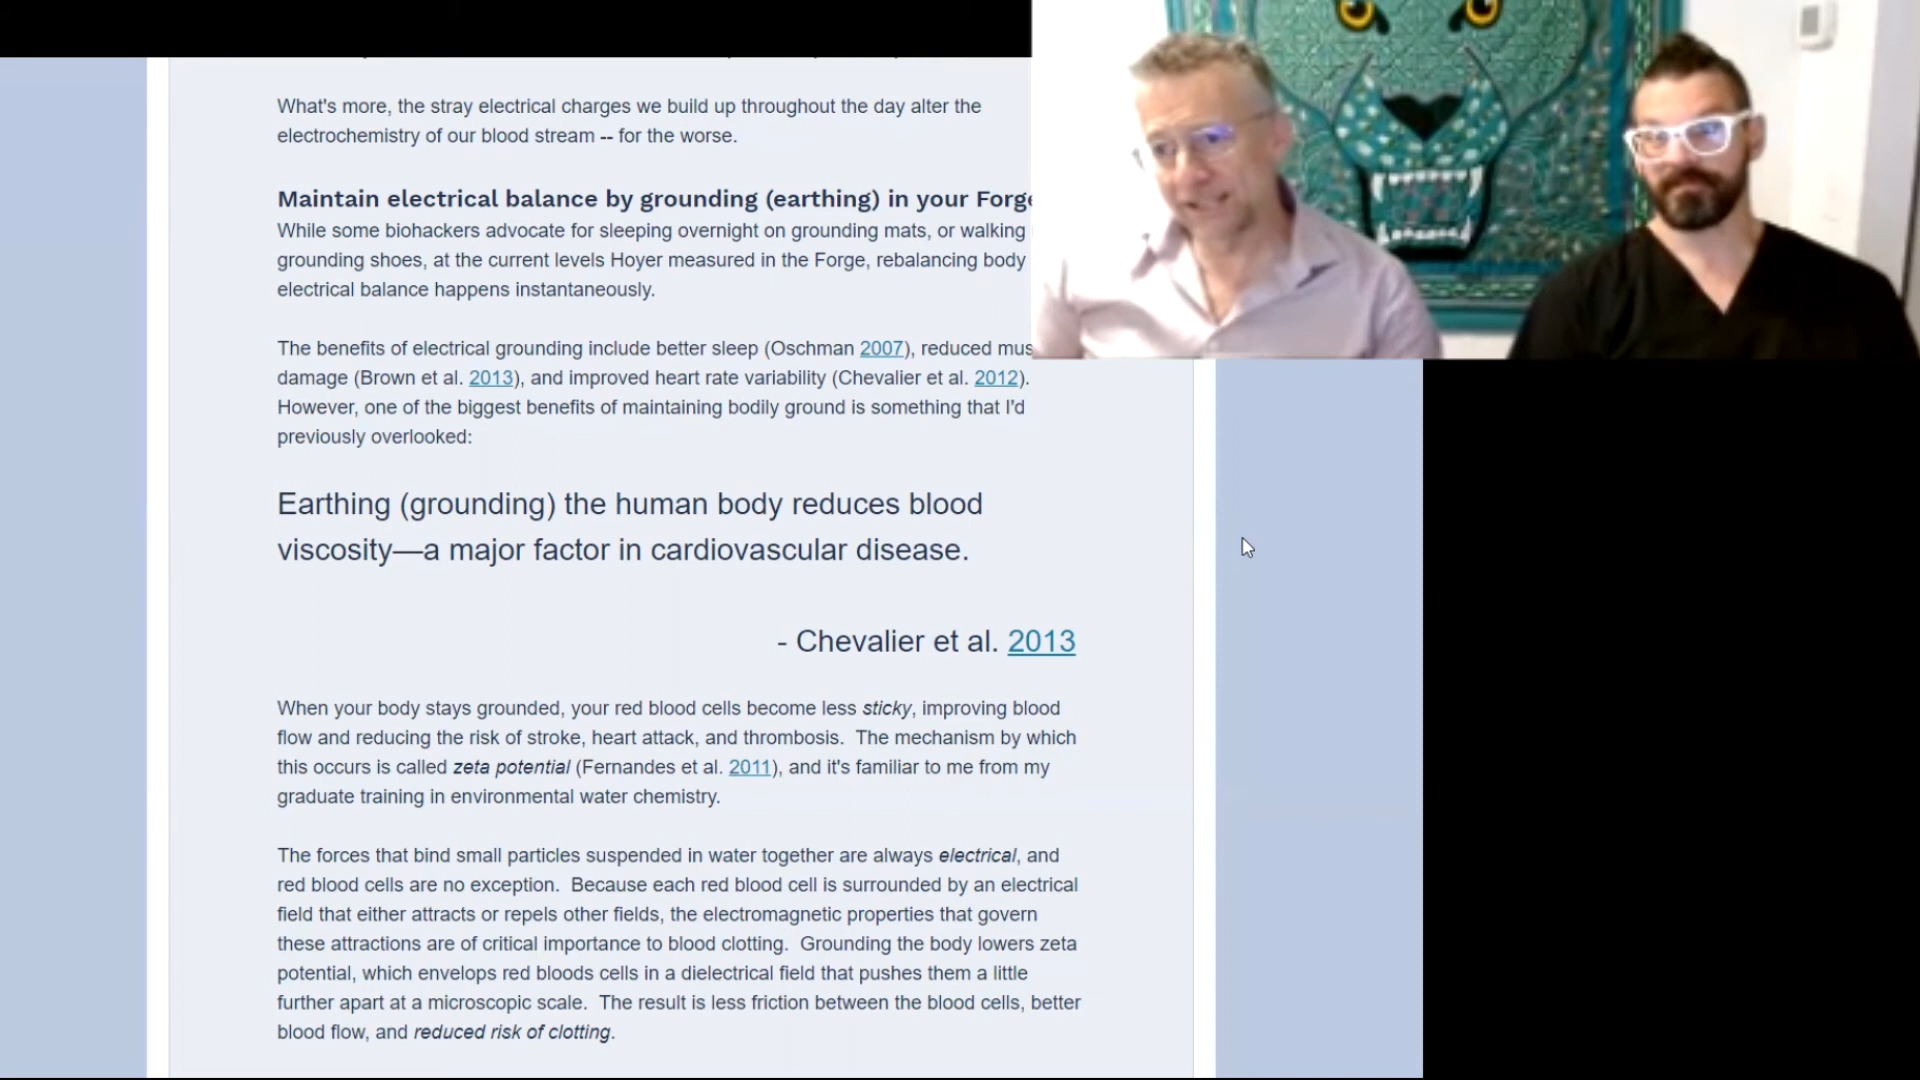 What's more, the stray electrical charges we build up throughout the day alter the
electrochemistry of our blood stream -- for the worse.
Maintain electrical balance by grounding (earthing) in your Forge
While some biohackers advocate for sleeping overnight on grounding mats, or walking
grounding shoes, at the current levels Hoyer measured in the Forge, rebalancing body
electrical balance happens instantaneously.
The benefits of electrical grounding include better sleep (Oschman 2007), reduced
damage (Brown et al. 2013), and improved heart rate variability (Chevalier et al. 2012).
However, one of the biggest benefits of maintaining bodily ground is something that I'd
previously overlooked:
Earthing (grounding) the human body reduces blood
viscosity—a major factor in cardiovascular disease.
- Chevalier et al. 2013
When your body stays grounded, your red blood cells become less sticky, improving blood
flow and reducing the risk of stroke, heart attack, and thrombosis.  The mechanism by which
this occurs is called zeta potential (Fernandes et al. 2011), and it's familiar to me from my
graduate training in environmental water chemistry.
The forces that bind small particles suspended in water together are always electrical, and
red blood cells are no exception.  Because each red blood cell is surrounded by an electrical
field that either attracts or repels other fields, the electromagnetic properties that govern
these attractions are of critical importance to blood clotting.  Grounding the body lowers zeta
potential, which envelops red bloods cells in a dielectrical field that pushes them a little
further apart at a microscopic scale.  The result is less friction between the blood cells, better
blood flow, and reduced risk of clotting.